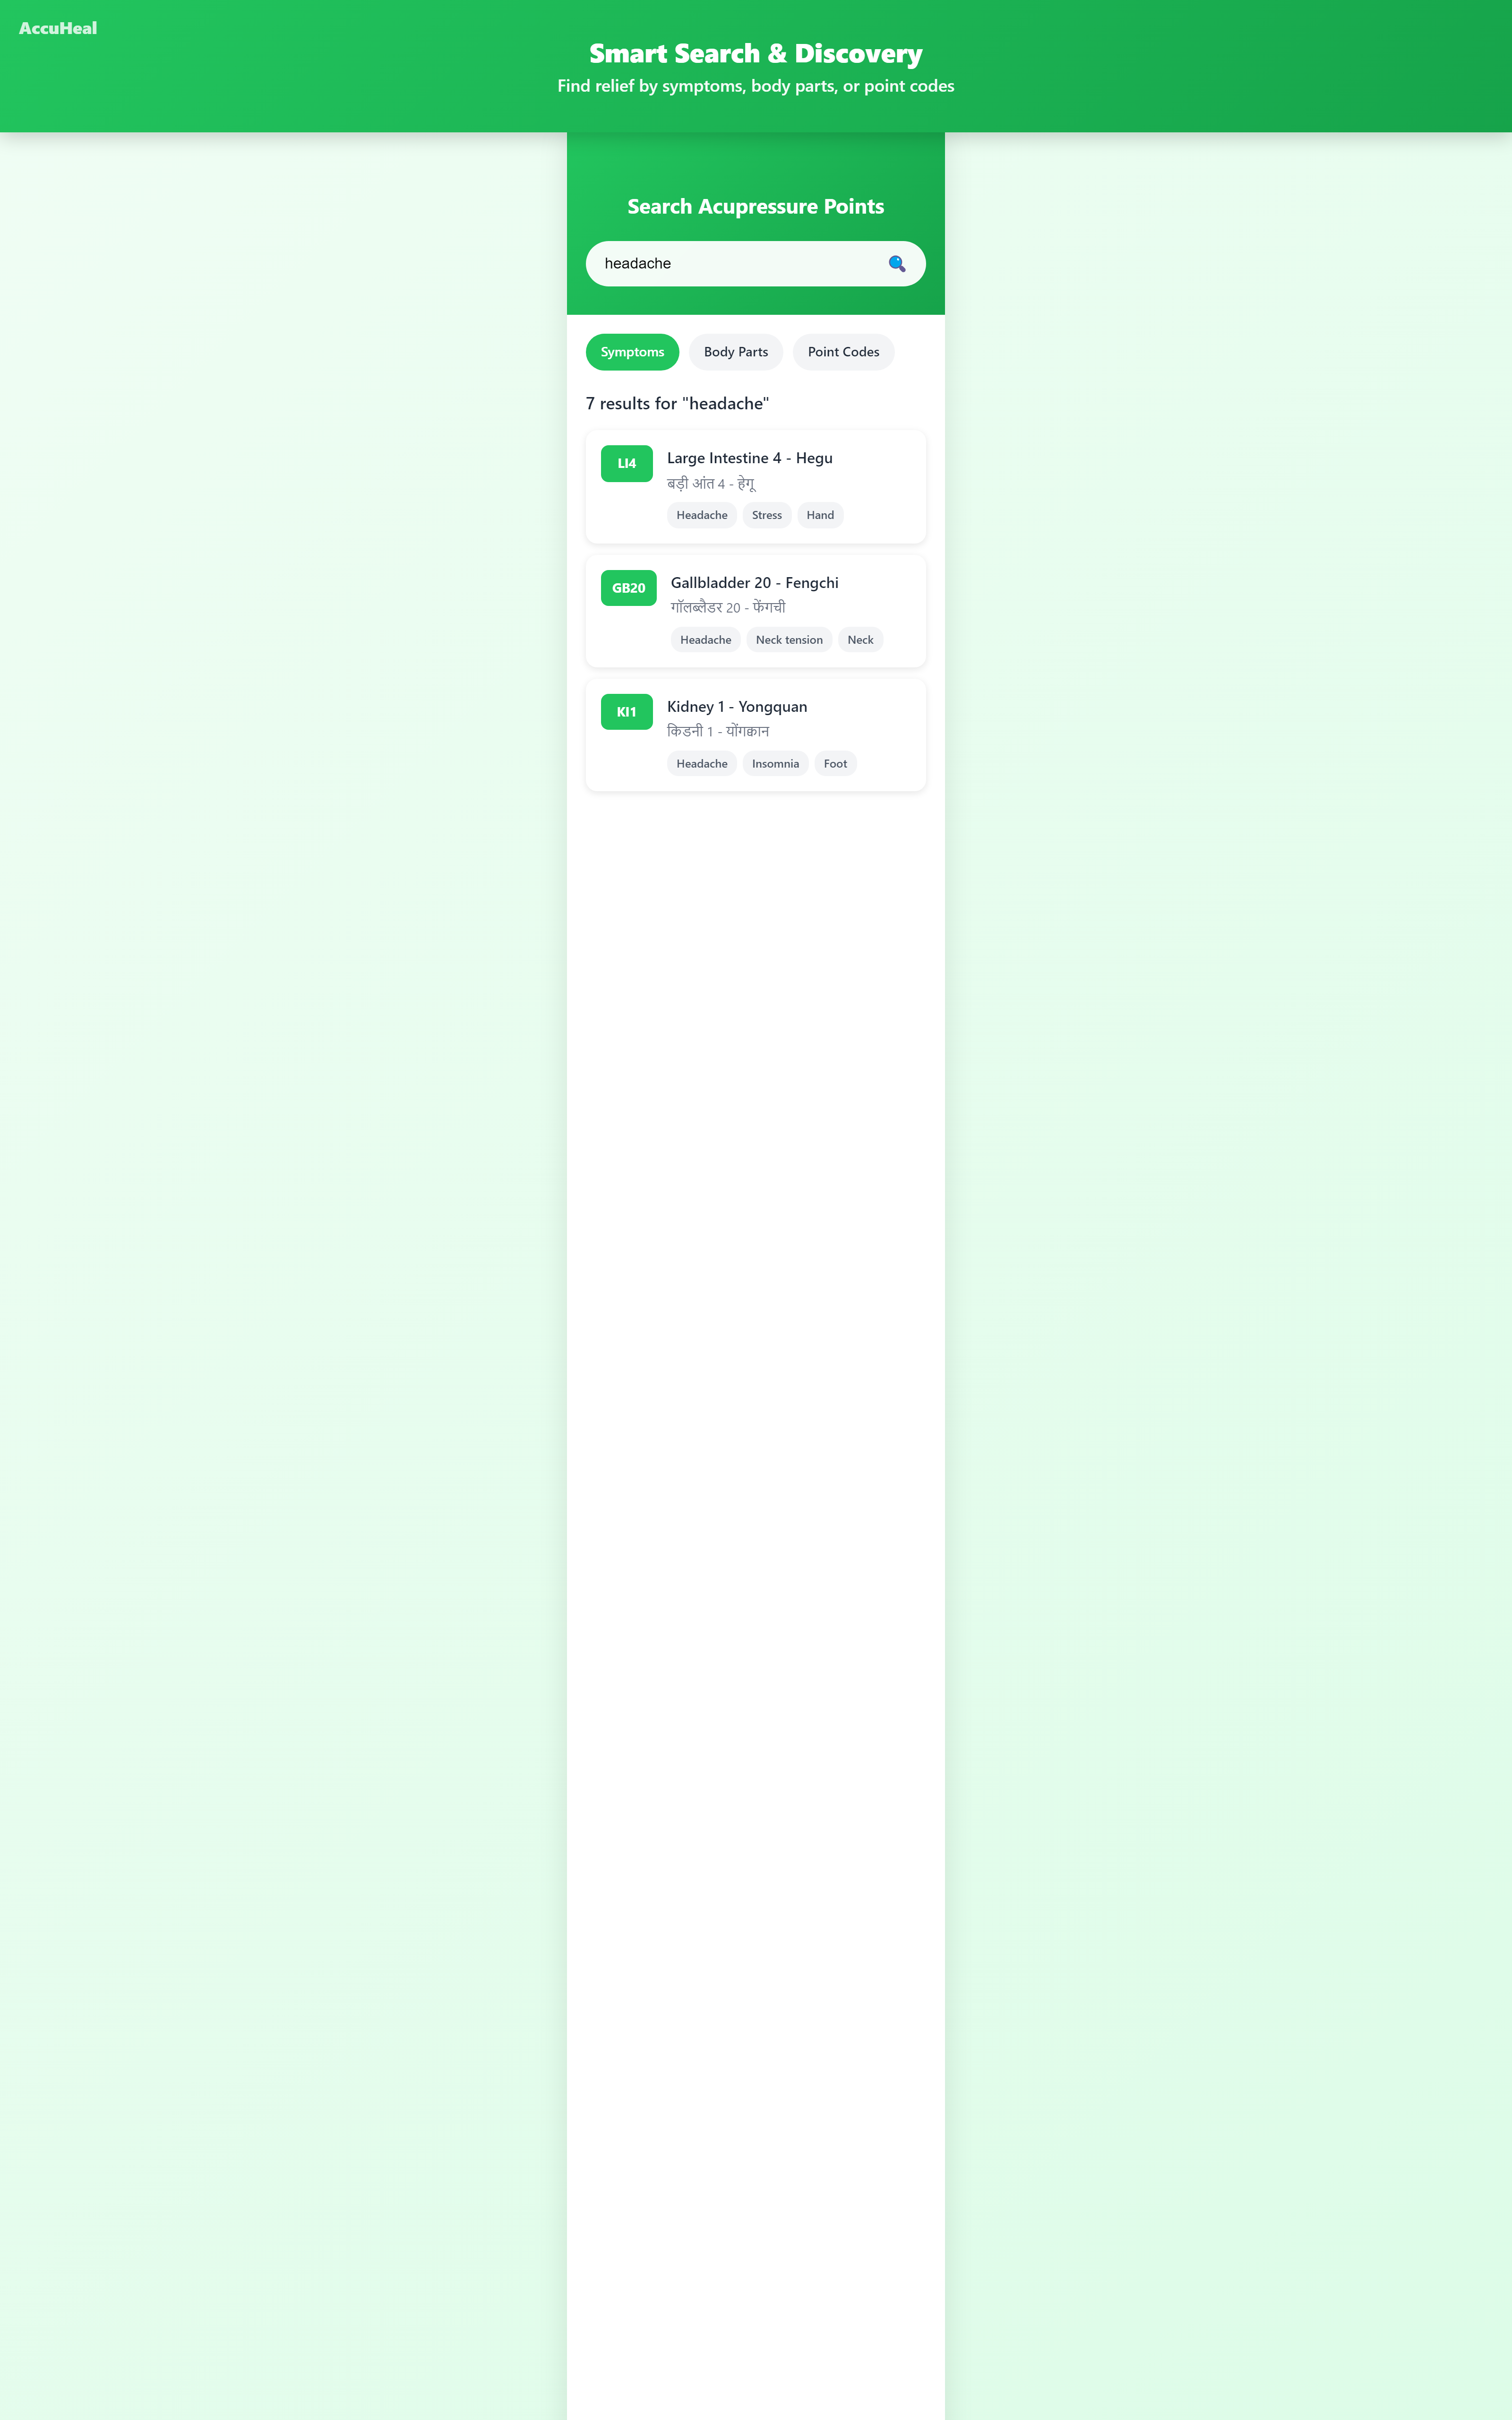 AccuHeal
Smart Search & Discovery
Find relief by symptoms, body parts, or point codes
Search Acupressure Points
headache
Symptoms
Body Parts
Point Codes
7 results for "headache"
LI4
Large Intestine 4 - Hegu
बड़ी आंत 4 - हेगू
Headache
Stress
Hand
GB20
Gallbladder 20 - Fengchi
गॉलब्लैडर 20 - फेंगची
Headache
Neck tension
Neck
KI1
Kidney 1 - Yongquan
किडनी 1 - योंगक्वान
Headache
Insomnia
Foot